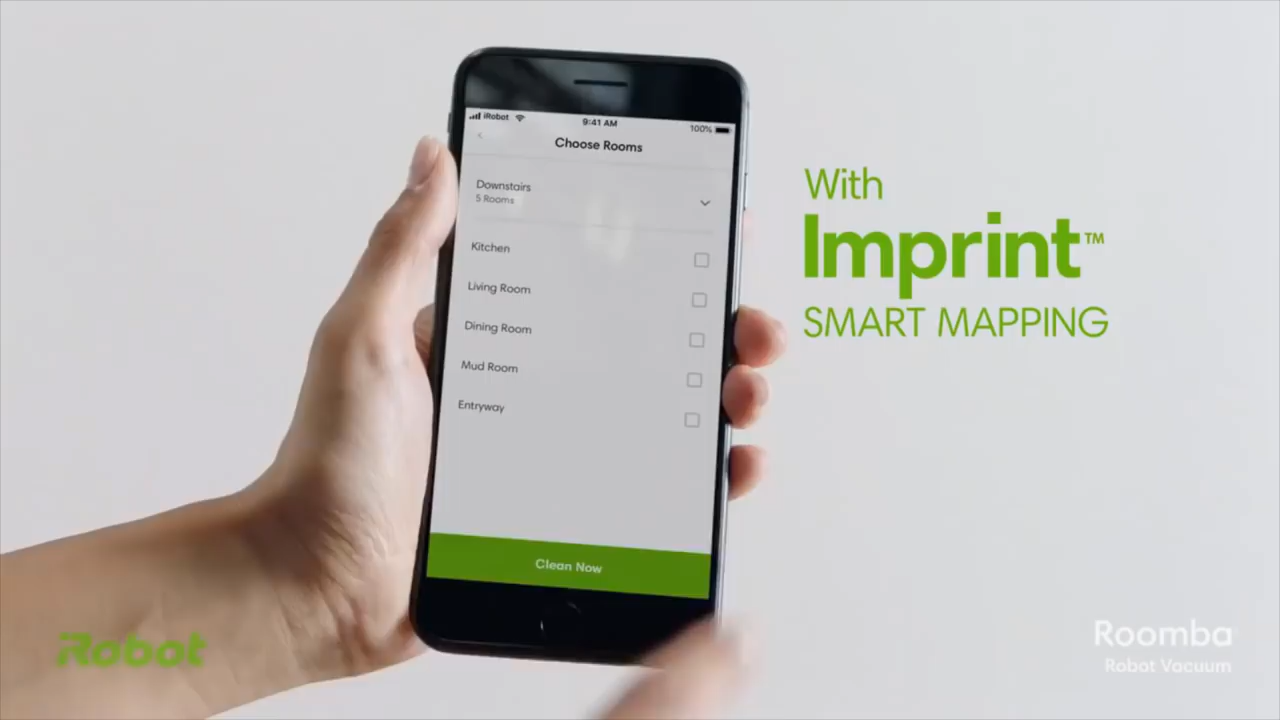 iRobot
9:41 AM
100%
Choose Rooms
Downstairs
5 Rooms
Kitchen
Living Room
Dining Room
Mud Room
Entryway
Clean Now
With
Imprint™
SMART MAPPING
iRobot
Roomba
Robot Vacuum